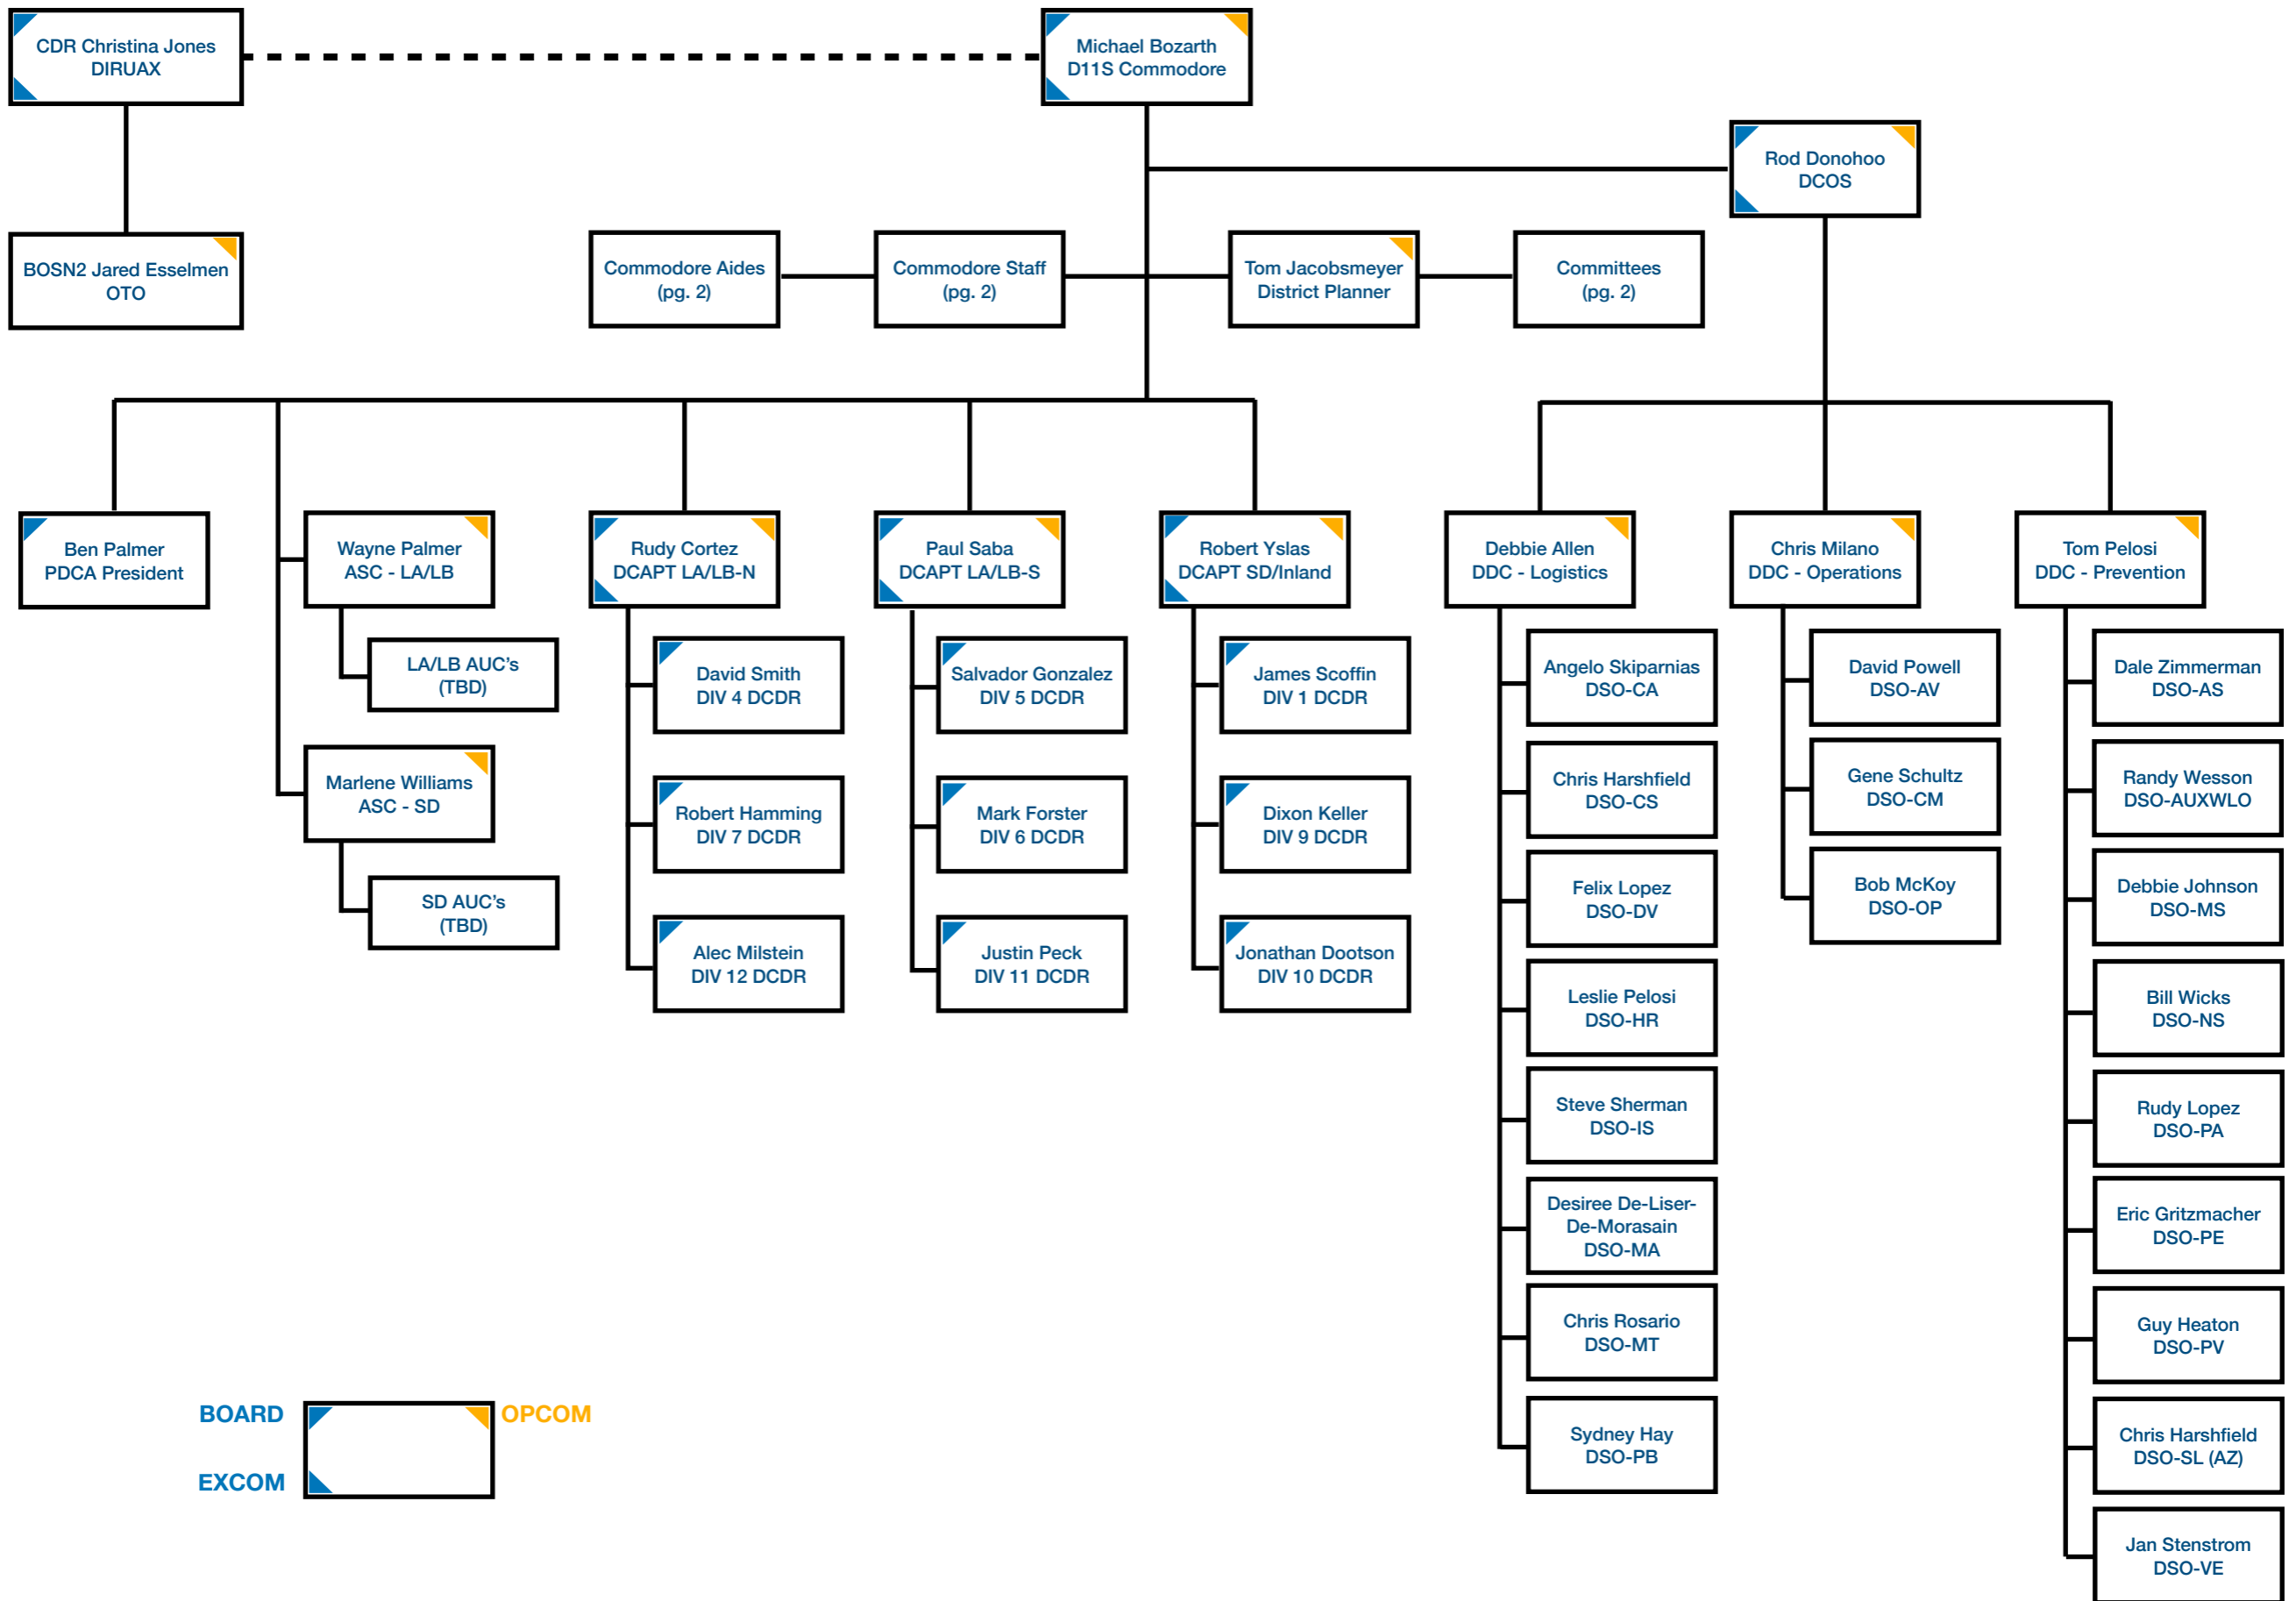 CDR Christina Jones
DIRUAX
Michael Bozarth
D11S Commodore
Rod Donohoo
DCOS
BOSN2 Jared Esselmen
OTO
Commodore Aides
(pg. 2)
Commodore Staff
(pg. 2)
Tom Jacobsmeyer
District Planner
Committees
(pg. 2)
Ben Palmer
PDCA President
Wayne Palmer
ASC - LA/LB
LA/LB AUC's
(TBD)
Marlene Williams
ASC - SD
SD AUC's
(TBD)
Rudy Cortez
DCAPT LA/LB-N
David Smith
DIV 4 DCDR
Robert Hamming
DIV 7 DCDR
Alec Milstein
DIV 12 DCDR
Paul Saba
DCAPT LA/LB-S
Salvador Gonzalez
DIV 5 DCDR
Mark Forster
DIV 6 DCDR
Justin Peck
DIV 11 DCDR
Robert Yslas
DCAPT SD/Inland
James Scoffin
DIV 1 DCDR
Dixon Keller
DIV 9 DCDR
Jonathan Dootson
DIV 10 DCDR
Debbie Allen
DDC - Logistics
Angelo Skiparnias
DSO-CA
Chris Harshfield
DSO-CS
Felix Lopez
DSO-DV
Leslie Pelosi
DSO-HR
Steve Sherman
DSO-IS
Desiree De-Liser-
De-Morasain
DSO-MA
Chris Rosario
DSO-MT
Sydney Hay
DSO-PB
Chris Milano
DDC - Operations
David Powell
DSO-AV
Gene Schultz
DSO-CM
Bob McKoy
DSO-OP
Tom Pelosi
DDC - Prevention
Dale Zimmerman
DSO-AS
Randy Wesson
DSO-AUXWLO
Debbie Johnson
DSO-MS
Bill Wicks
DSO-NS
Rudy Lopez
DSO-PA
Eric Gritzmacher
DSO-PE
Guy Heaton
DSO-PV
Chris Harshfield
DSO-SL (AZ)
Jan Stenstrom
DSO-VE
BOARD
OPCOM
EXCOM